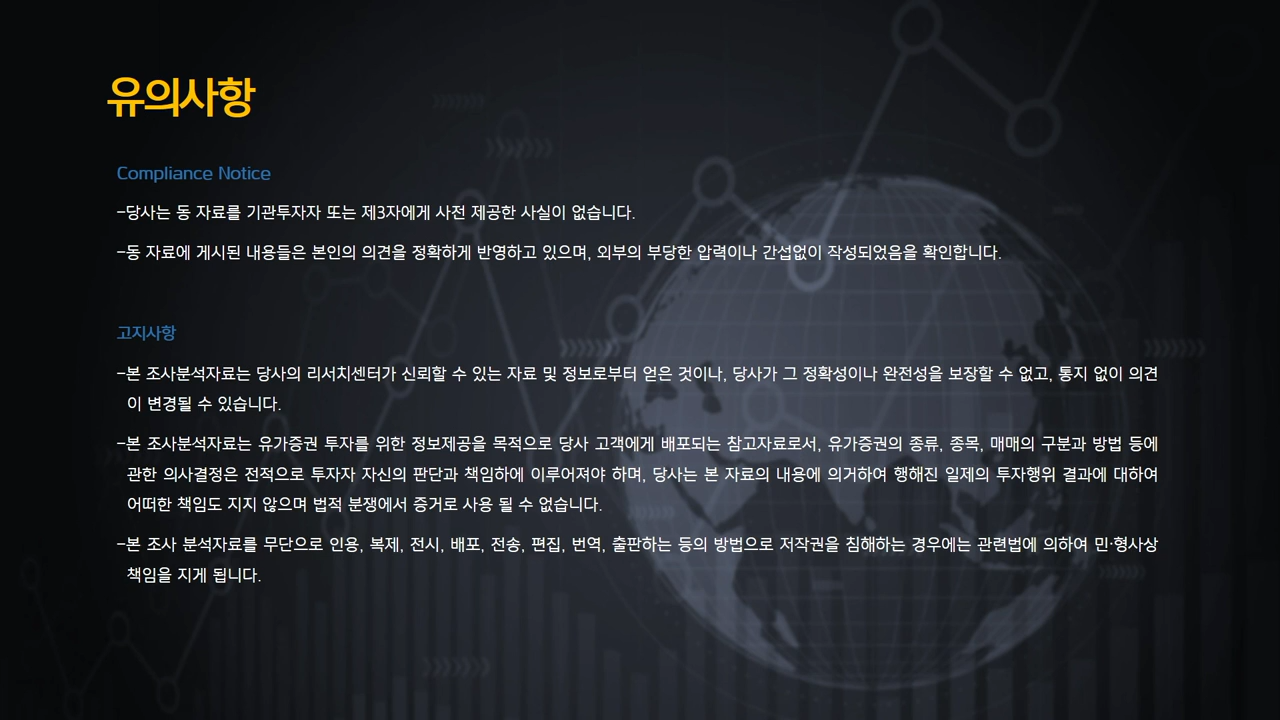 유의사항
Compliance Notice
-당사는 동 자료를 기관투자자 또는 제3자에게 사전 제공한 사실이 없습니다.
-동 자료에 게시된 내용들은 본인의 의견을 정확하게 반영하고 있으며, 외부의 부당한 압력이나 간섭없이 작성되었음을 확인합니다.
고지사항
-본 조사분석자료는 당사의 리서치센터가 신뢰할 수 있는 자료 및 정보로부터 얻은 것이나, 당사가 그 정확성이나 완전성을 보장할 수 없고, 통지 없이 의견
이 변경될 수 있습니다.
-본 조사분석자료는 유가증권 투자를 위한 정보제공을 목적으로 당사 고객에게 배포되는 참고자료로서, 유가증권의 종류, 종목, 매매의 구분과 방법 등에
관한 의사결정은 전적으로 투자자 자신의 판단과 책임하에 이루어져야 하며, 당사는 본 자료의 내용에 의거하여 행해진 일제의 투자행위 결과에 대하여
어떠한 책임도 지지 않으며 법적 분쟁에서 증거로 사용 될 수 없습니다.
-본 조사 분석자료를 무단으로 인용, 복제, 전시, 배포, 전송, 편집, 번역, 출판하는 등의 방법으로 저작권을 침해하는 경우에는 관련법에 의하여 민·형사상
책임을 지게 됩니다.